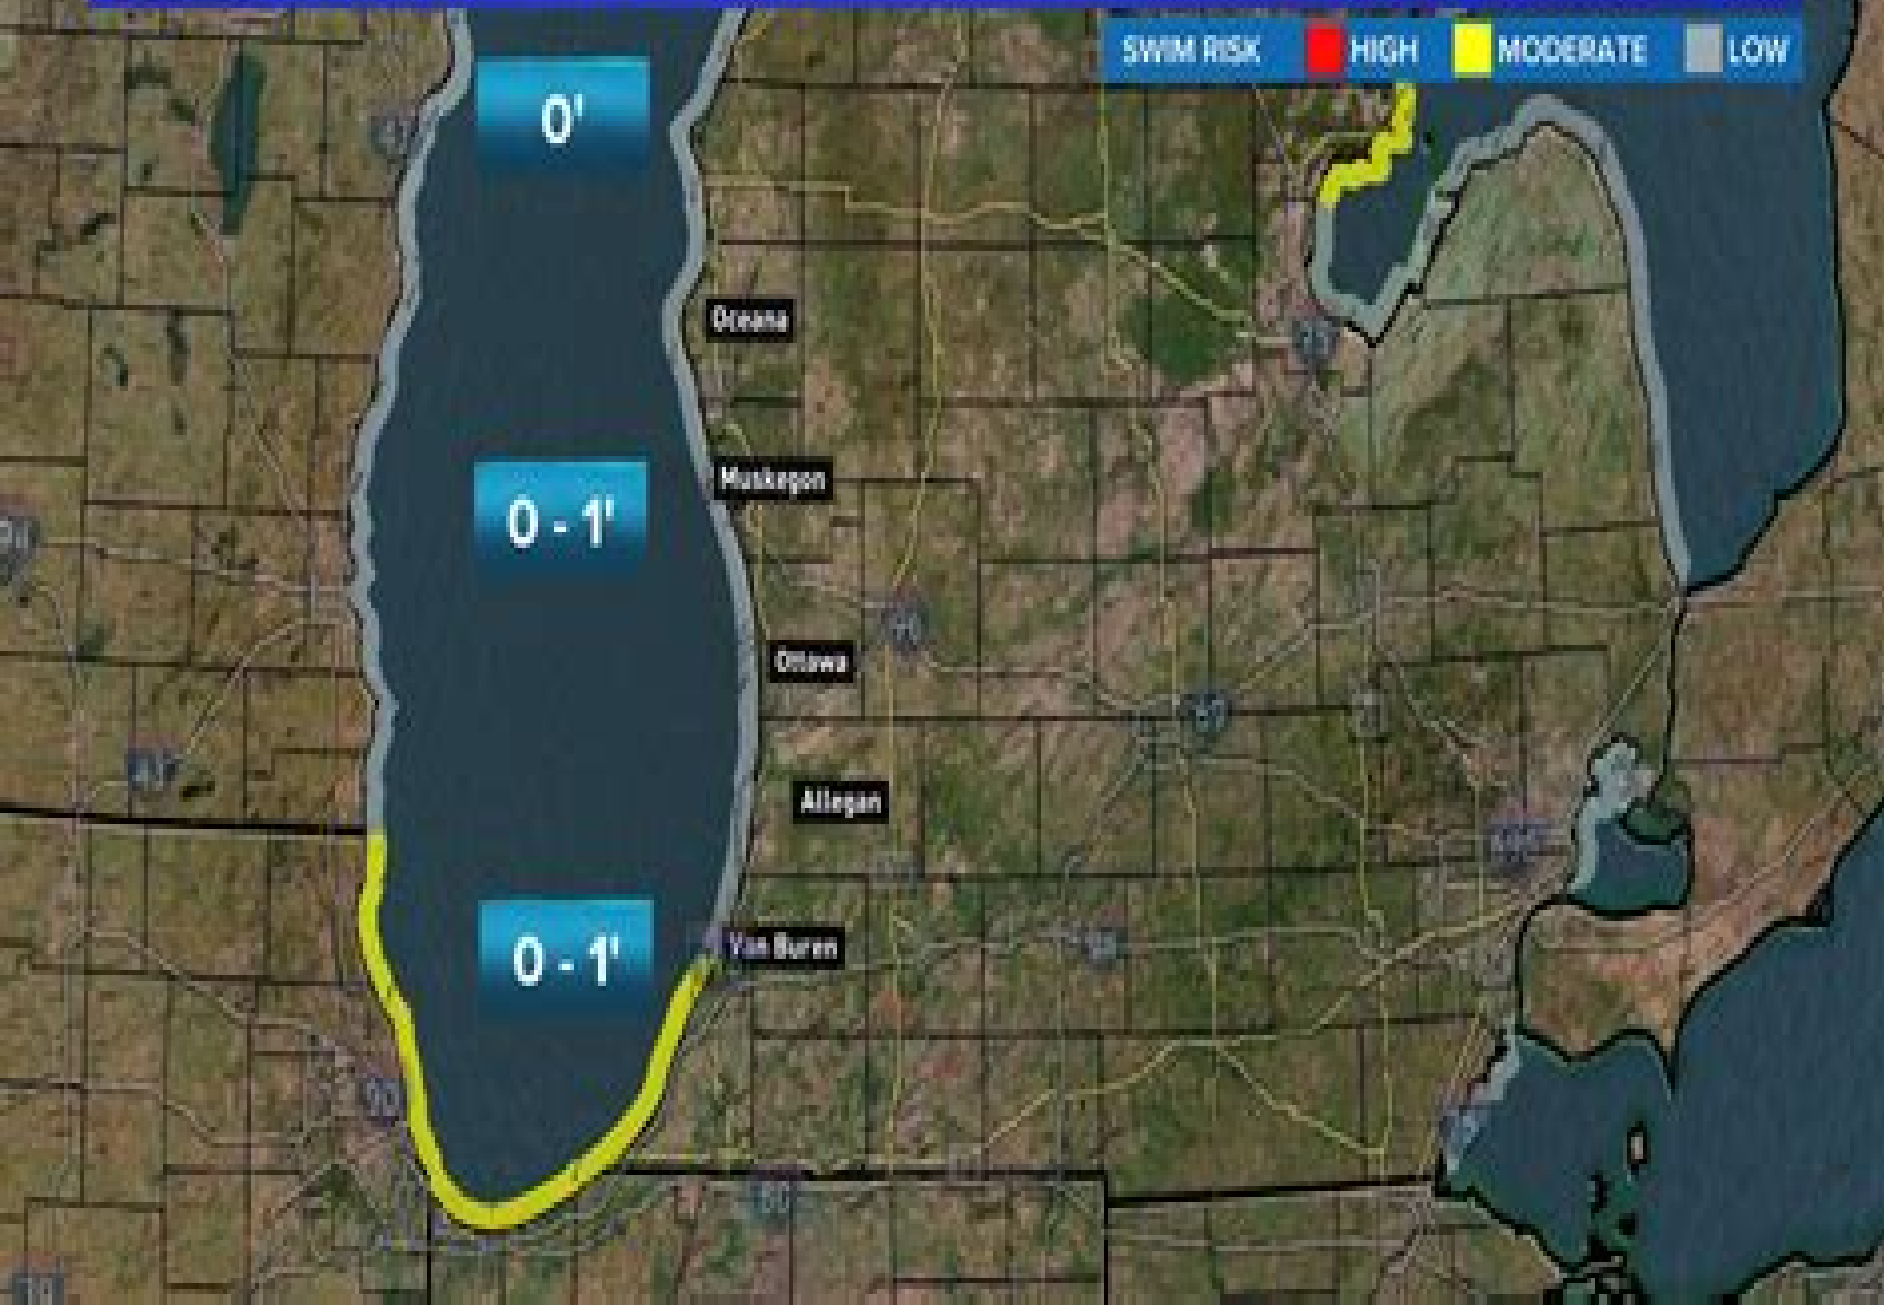 SWIM RISK HIGH MODERATE LOW
0'
Oceana
Muskegon
0 - 1'
Ottawa
Allegan
Van Buren
0 - 1'